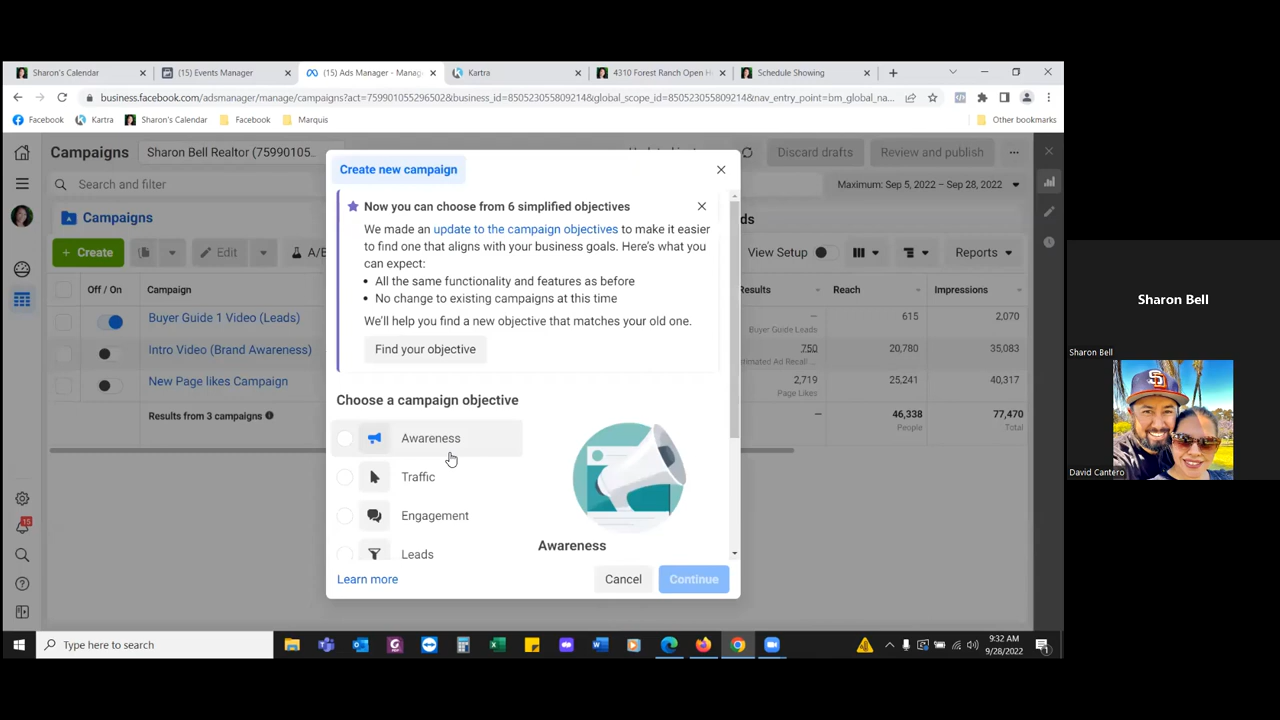 Sharon's Calendar
(15) Events Manager
(15) Ads Manager - Manag
Kartra
4310 Forest Ranch Open H
Schedule Showing
business.facebook.com/adsmanager/manage/campaigns?act=759901055296502&business_id=850523055809214&global_scope_id=850523055809214&nav_entry_point=bm_global_na...
Facebook
Kartra
Sharon's Calendar
Facebook
Marquis
Other bookmarks
Campaigns
Sharon Bell Realtor (75990105...
Discard drafts
Review and publish
Search and filter
Maximum: Sep 5, 2022 – Sep 28, 2022
Campaigns
ds
+ Create
Edit
A/B
View Setup
Reports
Off / On
Campaign
Results
Reach
Impressions
Buyer Guide 1 Video (Leads)
—
Buyer Guide Leads
615
2,070
Intro Video (Brand Awareness)
750
timated Ad Recall
20,780
35,083
New Page likes Campaign
2,719
Page Likes
25,241
40,317
Results from 3 campaigns
—
46,338
People
77,470
Total
Create new campaign
Now you can choose from 6 simplified objectives
We made an update to the campaign objectives to make it easier
to find one that aligns with your business goals. Here's what you
can expect:
• All the same functionality and features as before
• No change to existing campaigns at this time
We'll help you find a new objective that matches your old one.
Find your objective
Choose a campaign objective
Awareness
Traffic
Engagement
Leads
Awareness
Learn more
Cancel
Continue
15
Type here to search
9:32 AM
9/28/2022
1
Sharon Bell
Sharon Bell
David Cantero